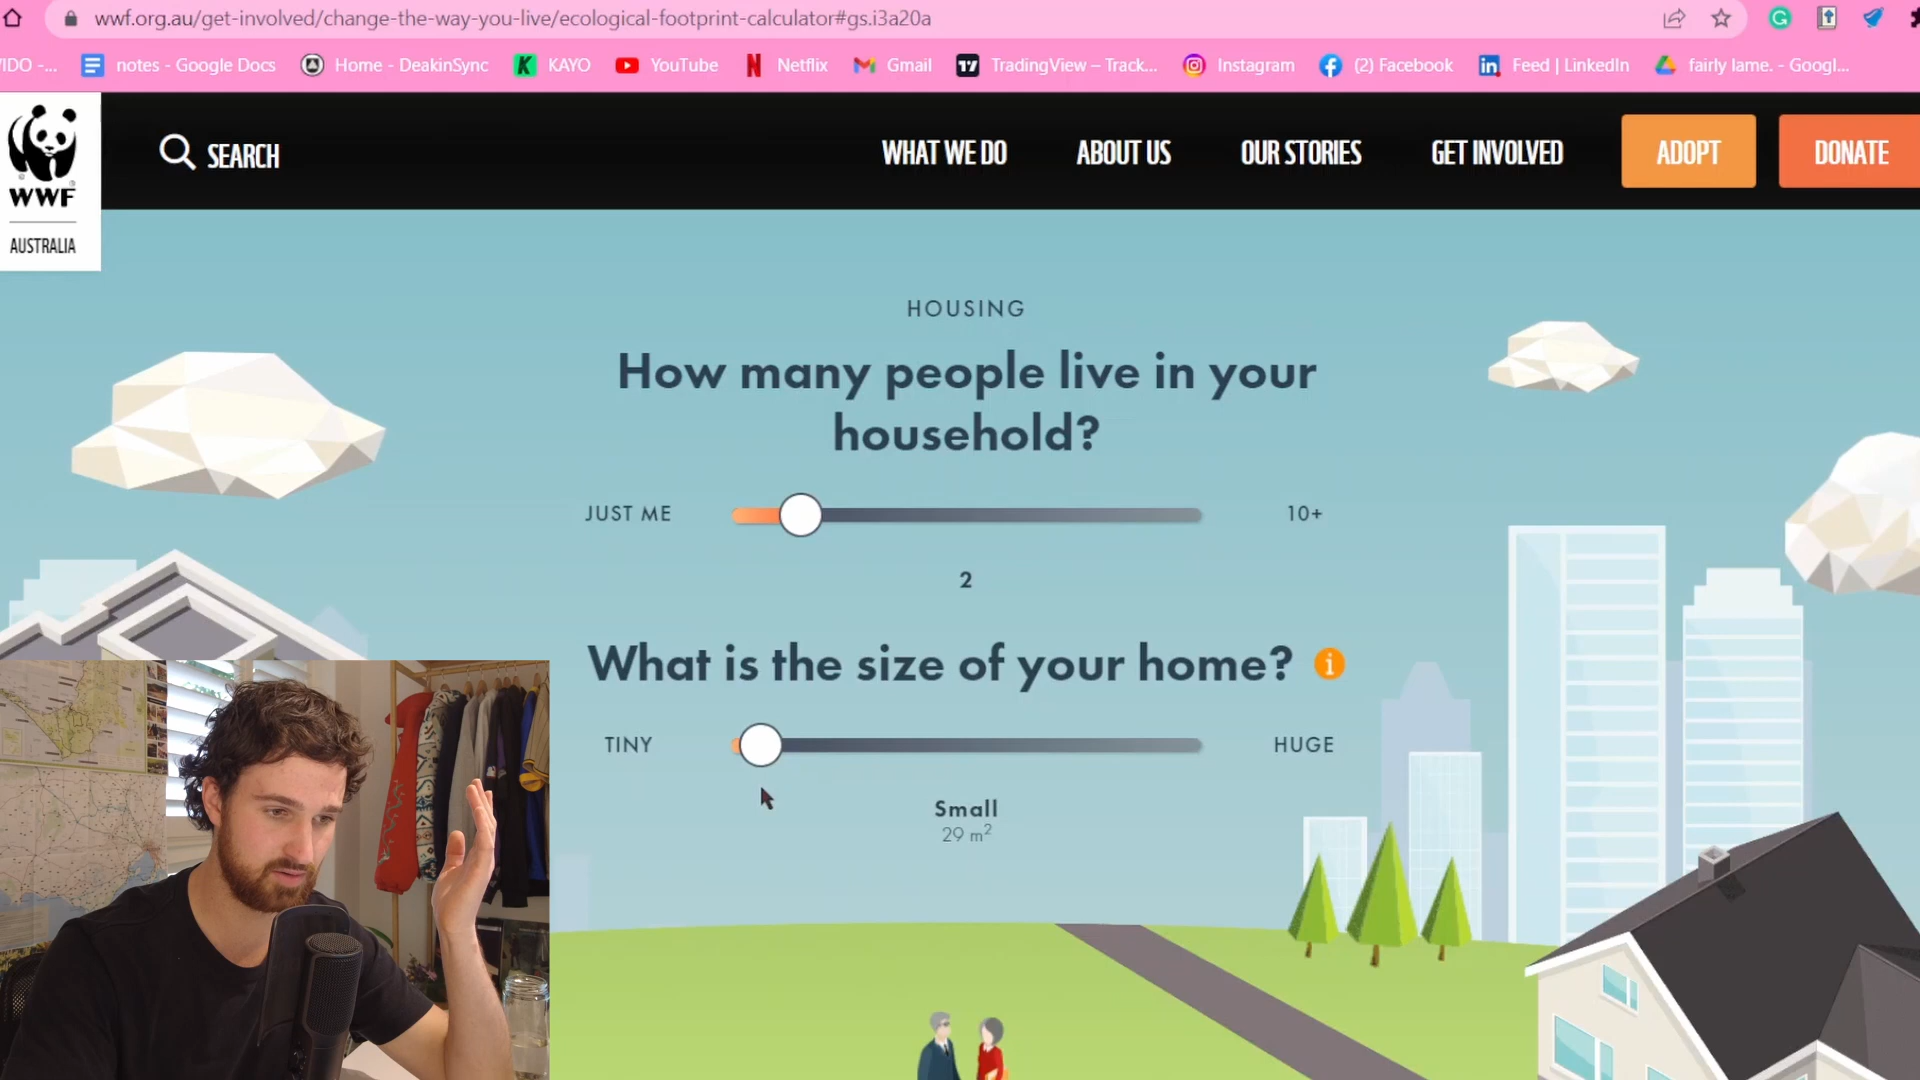 wwf.org.au/get-involved/change-the-way-you-live/ecological-footprint-calculator#gs.i3a20a
IDO -... notes - Google Docs Home - DeakinSync KAYO YouTube Netflix Gmail TradingView – Track... Instagram (2) Facebook Feed | LinkedIn fairly lame. - Googl...
WWF
AUSTRALIA
SEARCH WHAT WE DO ABOUT US OUR STORIES GET INVOLVED ADOPT DONATE
HOUSING
How many people live in your
household?
JUST ME 10+
2
What is the size of your home? i
TINY HUGE
Small
29 m²